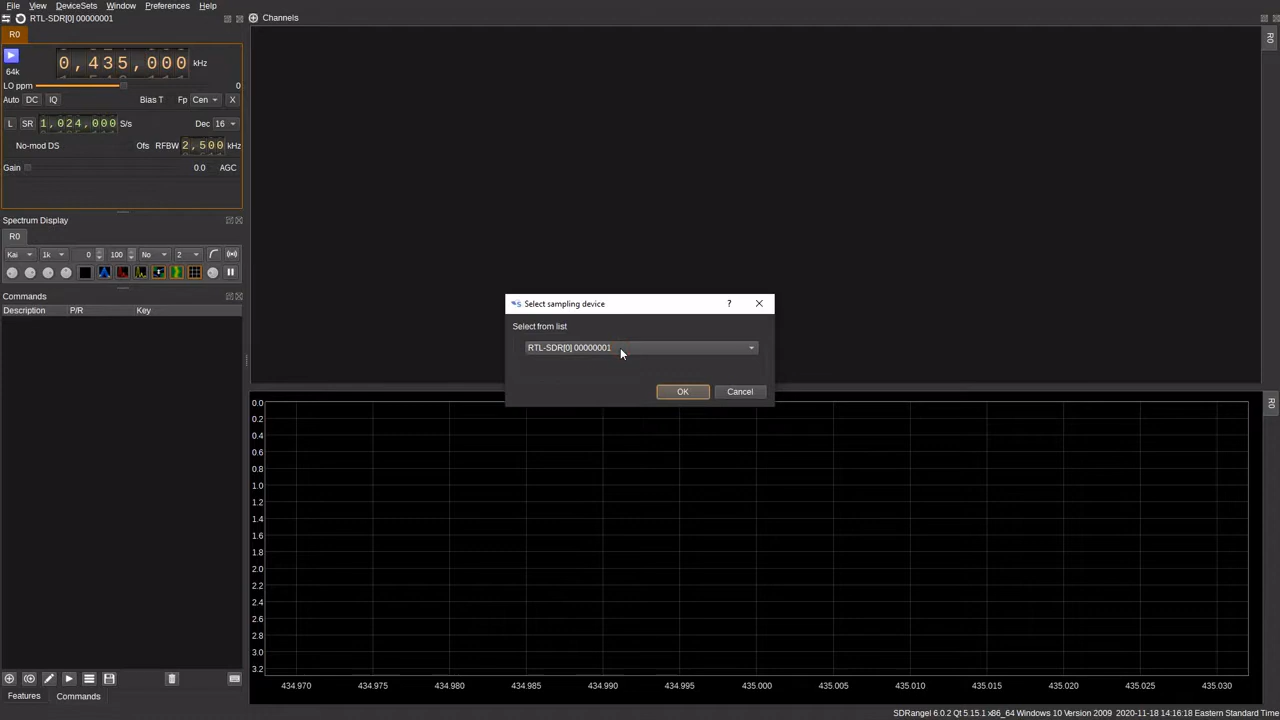 File View DeviceSets Window Preferences Help
RTL-SDR[0] 00000001
Channels
R0
R0
0,435,000 kHz
64k
LO ppm 0
Auto DC IQ Bias T Fp Cen X
L SR 1,024,000 S/s Dec 16
No-mod DS Ofs RFBW 2,500 kHz
Gain 0.0 AGC
Spectrum Display
R0
Kai 1k 0 100 No 2
Commands
Description P/R Key
Select sampling device ?
Select from list
RTL-SDR[0] 00000001
OK Cancel
R0
0.0
0.2
0.4
0.6
0.8
1.0
1.2
1.4
1.6
1.8
2.0
2.2
2.4
2.6
2.8
3.0
3.2
434.970 434.975 434.980 434.985 434.990 434.995 435.000 435.005 435.010 435.015 435.020 435.025 435.030
Features Commands
SDRangel 6.0.2 Qt 5.15.1 x86_64 Windows 10 Version 2009 2020-11-18 14:16:18 Eastern Standard Time